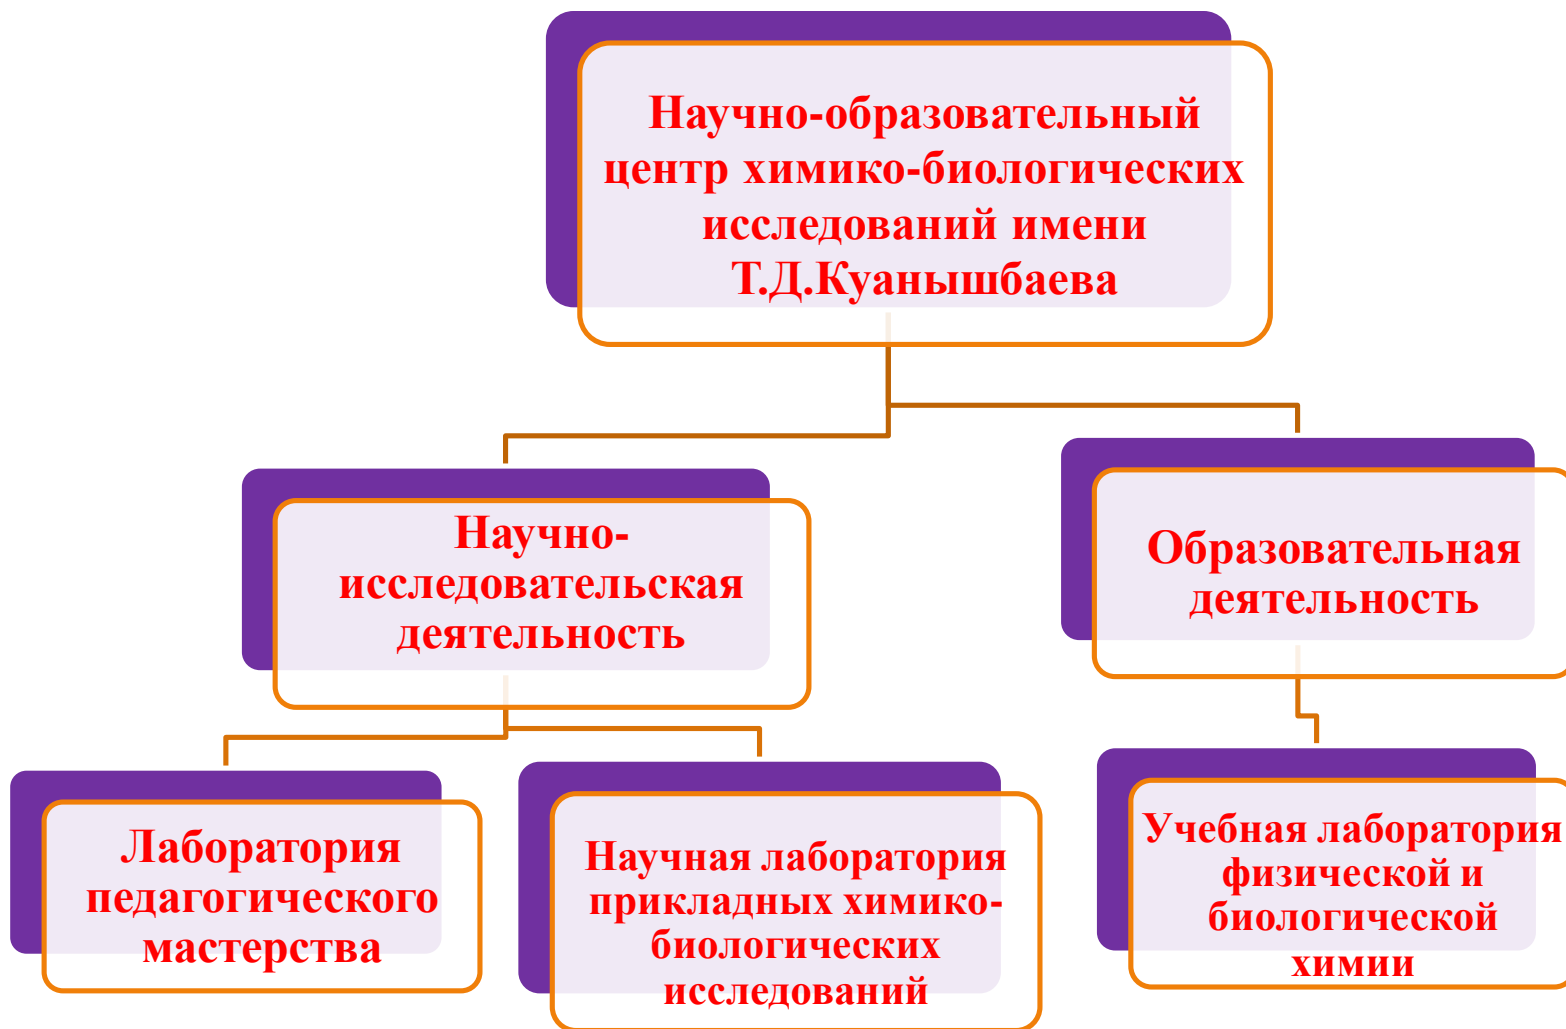 Научно-образовательный
центр химико-биологических
исследований имени
Т.Д.Куанышбаева
Научно-
исследовательская
деятельность
Образовательная
деятельность
Лаборатория
педагогического
мастерства
Научная лаборатория
прикладных химико-
биологических
исследований
Учебная лаборатория
физической и
биологической
химии